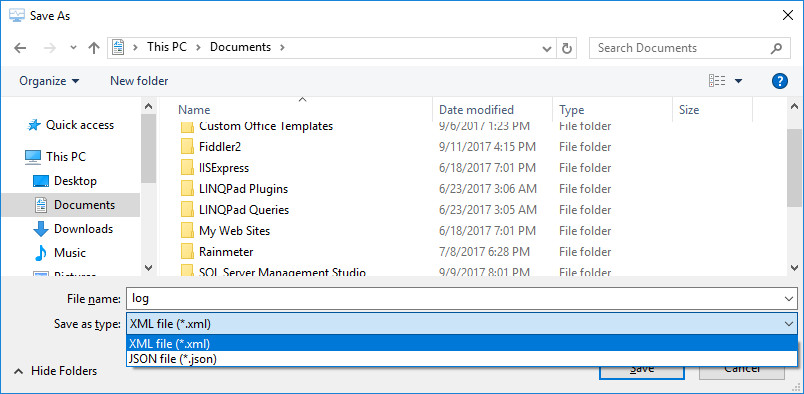 Save As
This PC > Documents >
Search Documents
Organize
New folder
?
Name Date modified Type Size
Custom Office Templates 9/6/2017 1:23 PM File folder
Fiddler2 9/11/2017 4:15 PM File folder
IISExpress 6/18/2017 7:01 PM File folder
LINQPad Plugins 6/23/2017 3:06 AM File folder
LINQPad Queries 6/23/2017 3:05 AM File folder
My Web Sites 6/18/2017 7:01 PM File folder
Rainmeter 7/8/2017 6:28 PM File folder
SQL Server Management Studio 9/9/2017 8:01 PM File folder
Quick access
This PC
Desktop
Documents
Downloads
Music
Pictures
File name: log
Save as type: XML file (*.xml)
XML file (*.xml)
JSON file (*.json)
Hide Folders
Save
Cancel